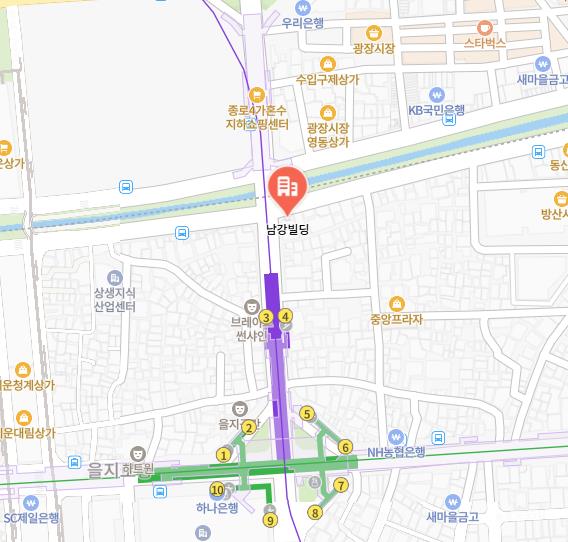 우리은행
광장시장
스타벅스
수입구제상가
새마을금고
종로4가혼수
지하쇼핑센터
KB국민은행
광장시장
영동상가
방산시
남강빌딩
상생지식
산업센터
3
4
브레이
썬샤인
중앙프라자
운청계상가
운대림상가
을지
2
5
1
6
NH농협은행
을지
호텔원
10
7
하나은행
9
8
SC제일은행
새마을금고